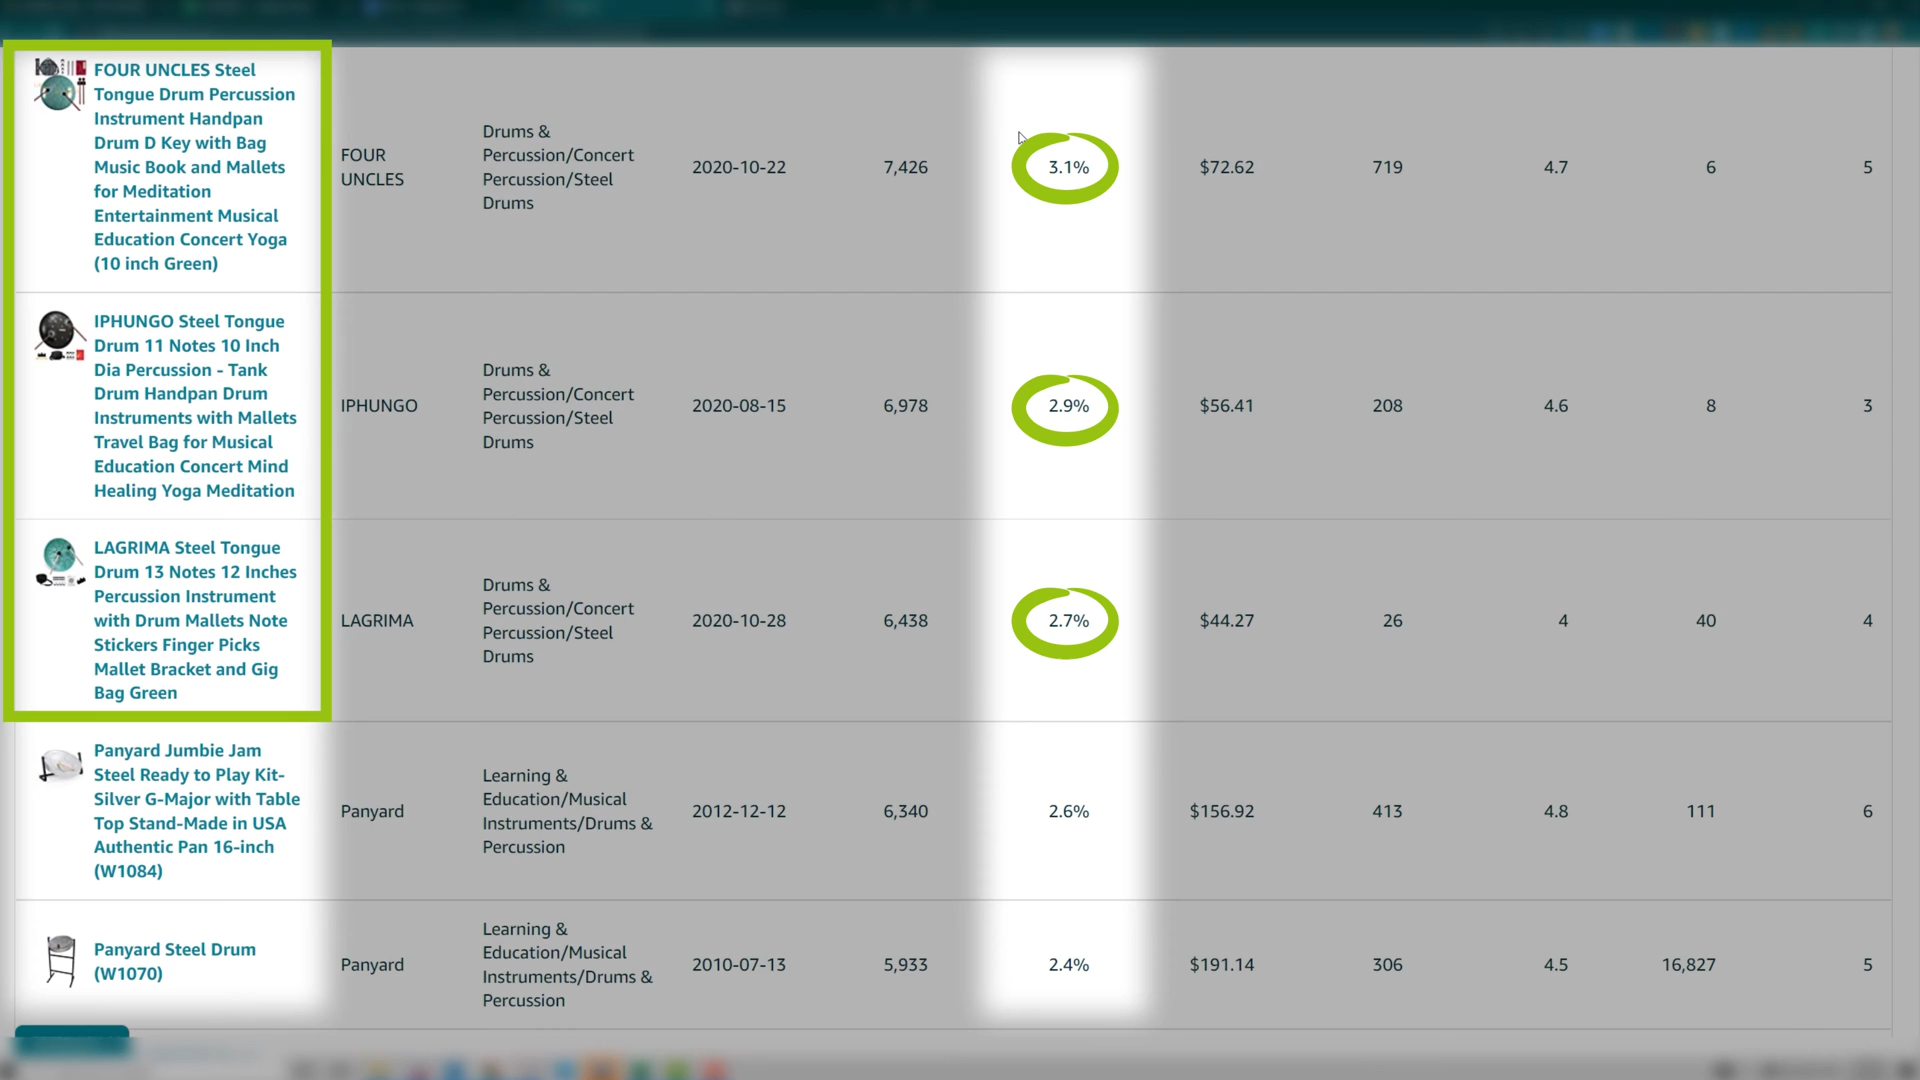 FOUR UNCLES Steel
Tongue Drum Percussion
Instrument Handpan
Drum D Key with Bag
Music Book and Mallets
for Meditation
Entertainment Musical
Education Concert Yoga
(10 inch Green)
FOUR
UNCLES
Drums &
Percussion/Concert
Percussion/Steel
Drums
2020-10-22
7,426
3.1%
$72.62
719
4.7
6
5
IPHUNGO Steel Tongue
Drum 11 Notes 10 Inch
Dia Percussion - Tank
Drum Handpan Drum
Instruments with Mallets
Travel Bag for Musical
Education Concert Mind
Healing Yoga Meditation
IPHUNGO
Drums &
Percussion/Concert
Percussion/Steel
Drums
2020-08-15
6,978
2.9%
$56.41
208
4.6
8
3
LAGRIMA Steel Tongue
Drum 13 Notes 12 Inches
Percussion Instrument
with Drum Mallets Note
Stickers Finger Picks
Mallet Bracket and Gig
Bag Green
LAGRIMA
Drums &
Percussion/Concert
Percussion/Steel
Drums
2020-10-28
6,438
2.7%
$44.27
26
4
40
4
Panyard Jumbie Jam
Steel Ready to Play Kit-
Silver G-Major with Table
Top Stand-Made in USA
Authentic Pan 16-inch
(W1084)
Panyard
Learning &
Education/Musical
Instruments/Drums &
Percussion
2012-12-12
6,340
2.6%
$156.92
413
4.8
111
6
Panyard Steel Drum
(W1070)
Panyard
Learning &
Education/Musical
Instruments/Drums &
Percussion
2010-07-13
5,933
2.4%
$191.14
306
4.5
16,827
5